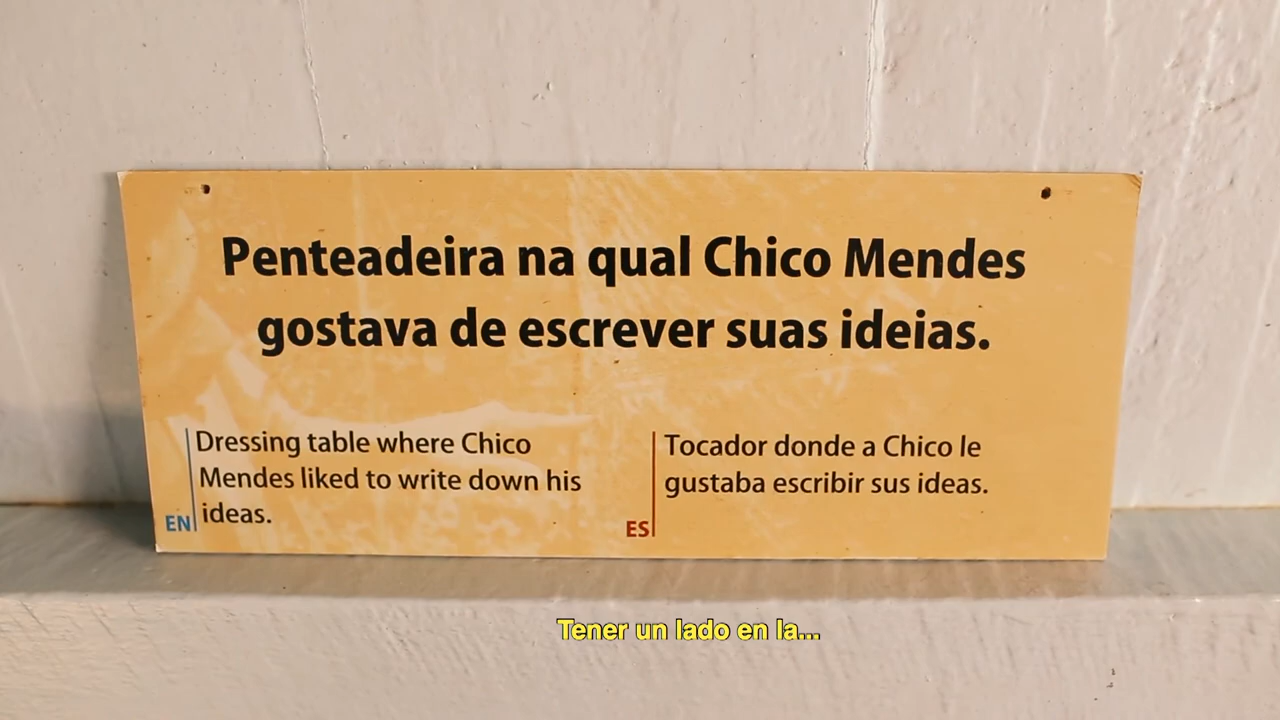 Penteadeira na qual Chico Mendes
gostava de escrever suas ideias.
Dressing table where Chico
Mendes liked to write down his
ideas.
EN
Tocador donde a Chico le
gustaba escribir sus ideas.
ES
Tener un lado en la...